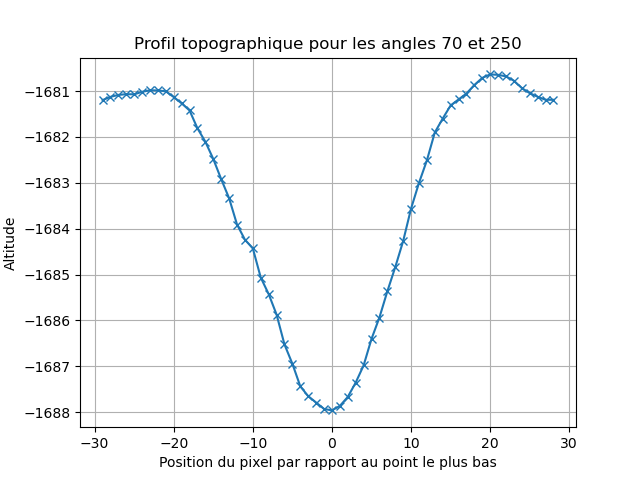 Profil topographique pour les angles 70 et 250
Altitude
−1681
−1682
−1683
−1684
−1685
−1686
−1687
−1688
−30 −20 −10 0 10 20 30
Position du pixel par rapport au point le plus bas